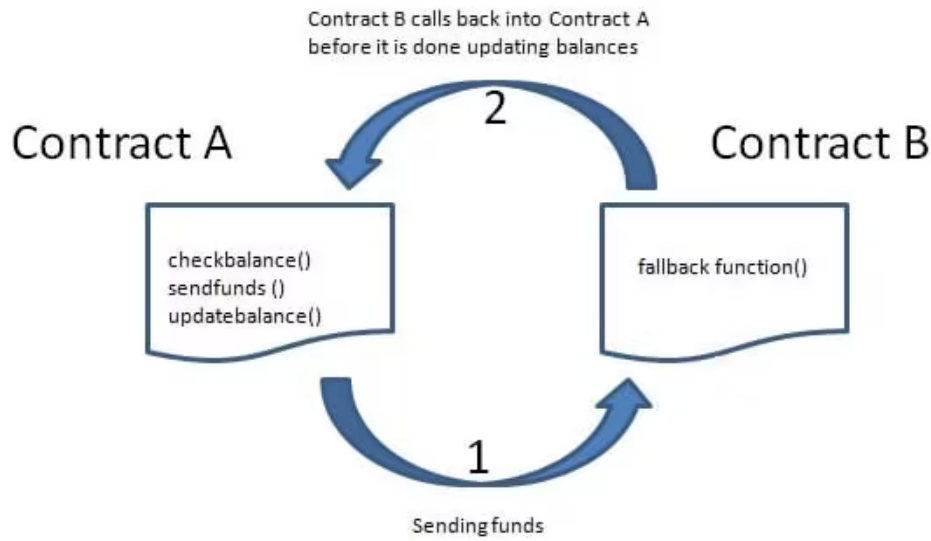 Contract B calls back into Contract A
before it is done updating balances
2
Contract A
Contract B
checkbalance()
sendfunds ()
updatebalance()
fallback function()
1
Sending funds